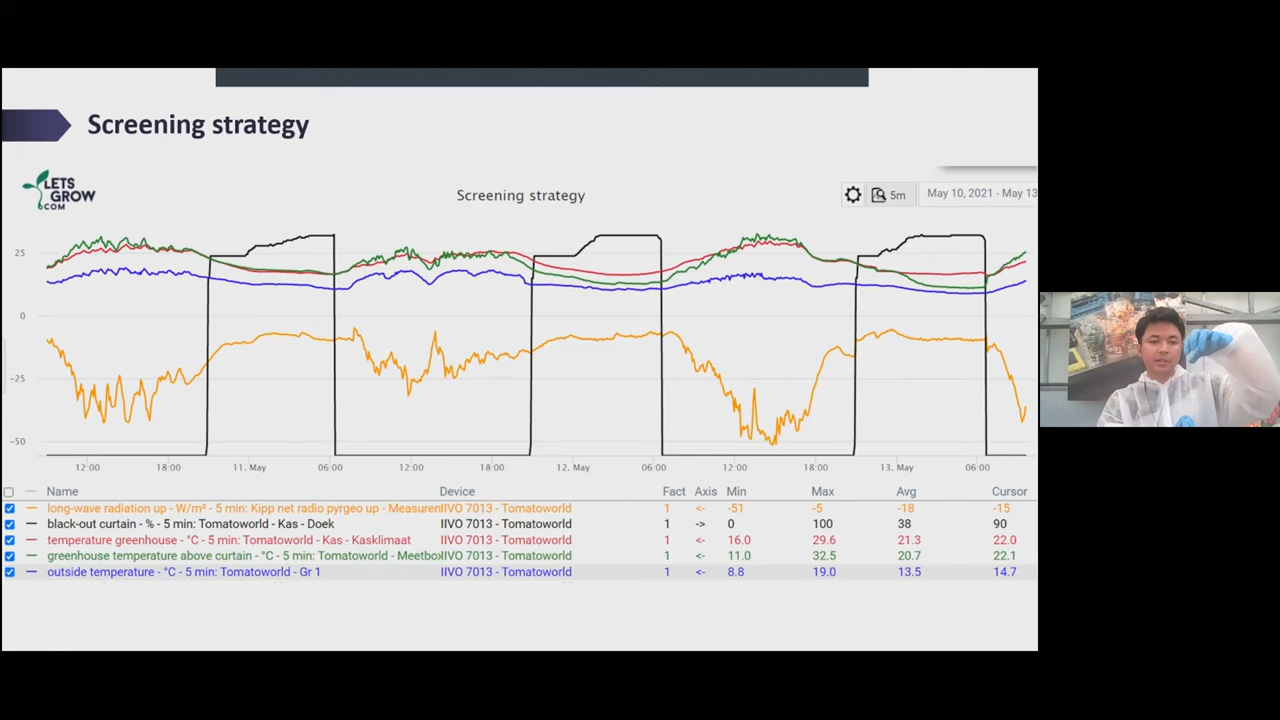 Screening strategy
LETS
GROW
.COM
Screening strategy
5m
May 10, 2021 - May 13
25
0
-25
-50
12:00 18:00 11. May 06:00 12:00 18:00 12. May 06:00 12:00 18:00 13. May 06:00
Name Device Fact Axis Min Max Avg Cursor
long-wave radiation up - W/m² - 5 min: Kipp net radio pyrgeo up - Measuren IIVO 7013 - Tomatoworld 1 <- -51 -5 -18 -15
black-out curtain - % - 5 min: Tomatoworld - Kas - Doek IIVO 7013 - Tomatoworld 1 -> 0 100 38 90
temperature greenhouse - °C - 5 min: Tomatoworld - Kas - Kasklimaat IIVO 7013 - Tomatoworld 1 <- 16.0 29.6 21.3 22.0
greenhouse temperature above curtain - °C - 5 min: Tomatoworld - Meetbox IIVO 7013 - Tomatoworld 1 <- 11.0 32.5 20.7 22.1
outside temperature - °C - 5 min: Tomatoworld - Gr 1 IIVO 7013 - Tomatoworld 1 <- 8.8 19.0 13.5 14.7